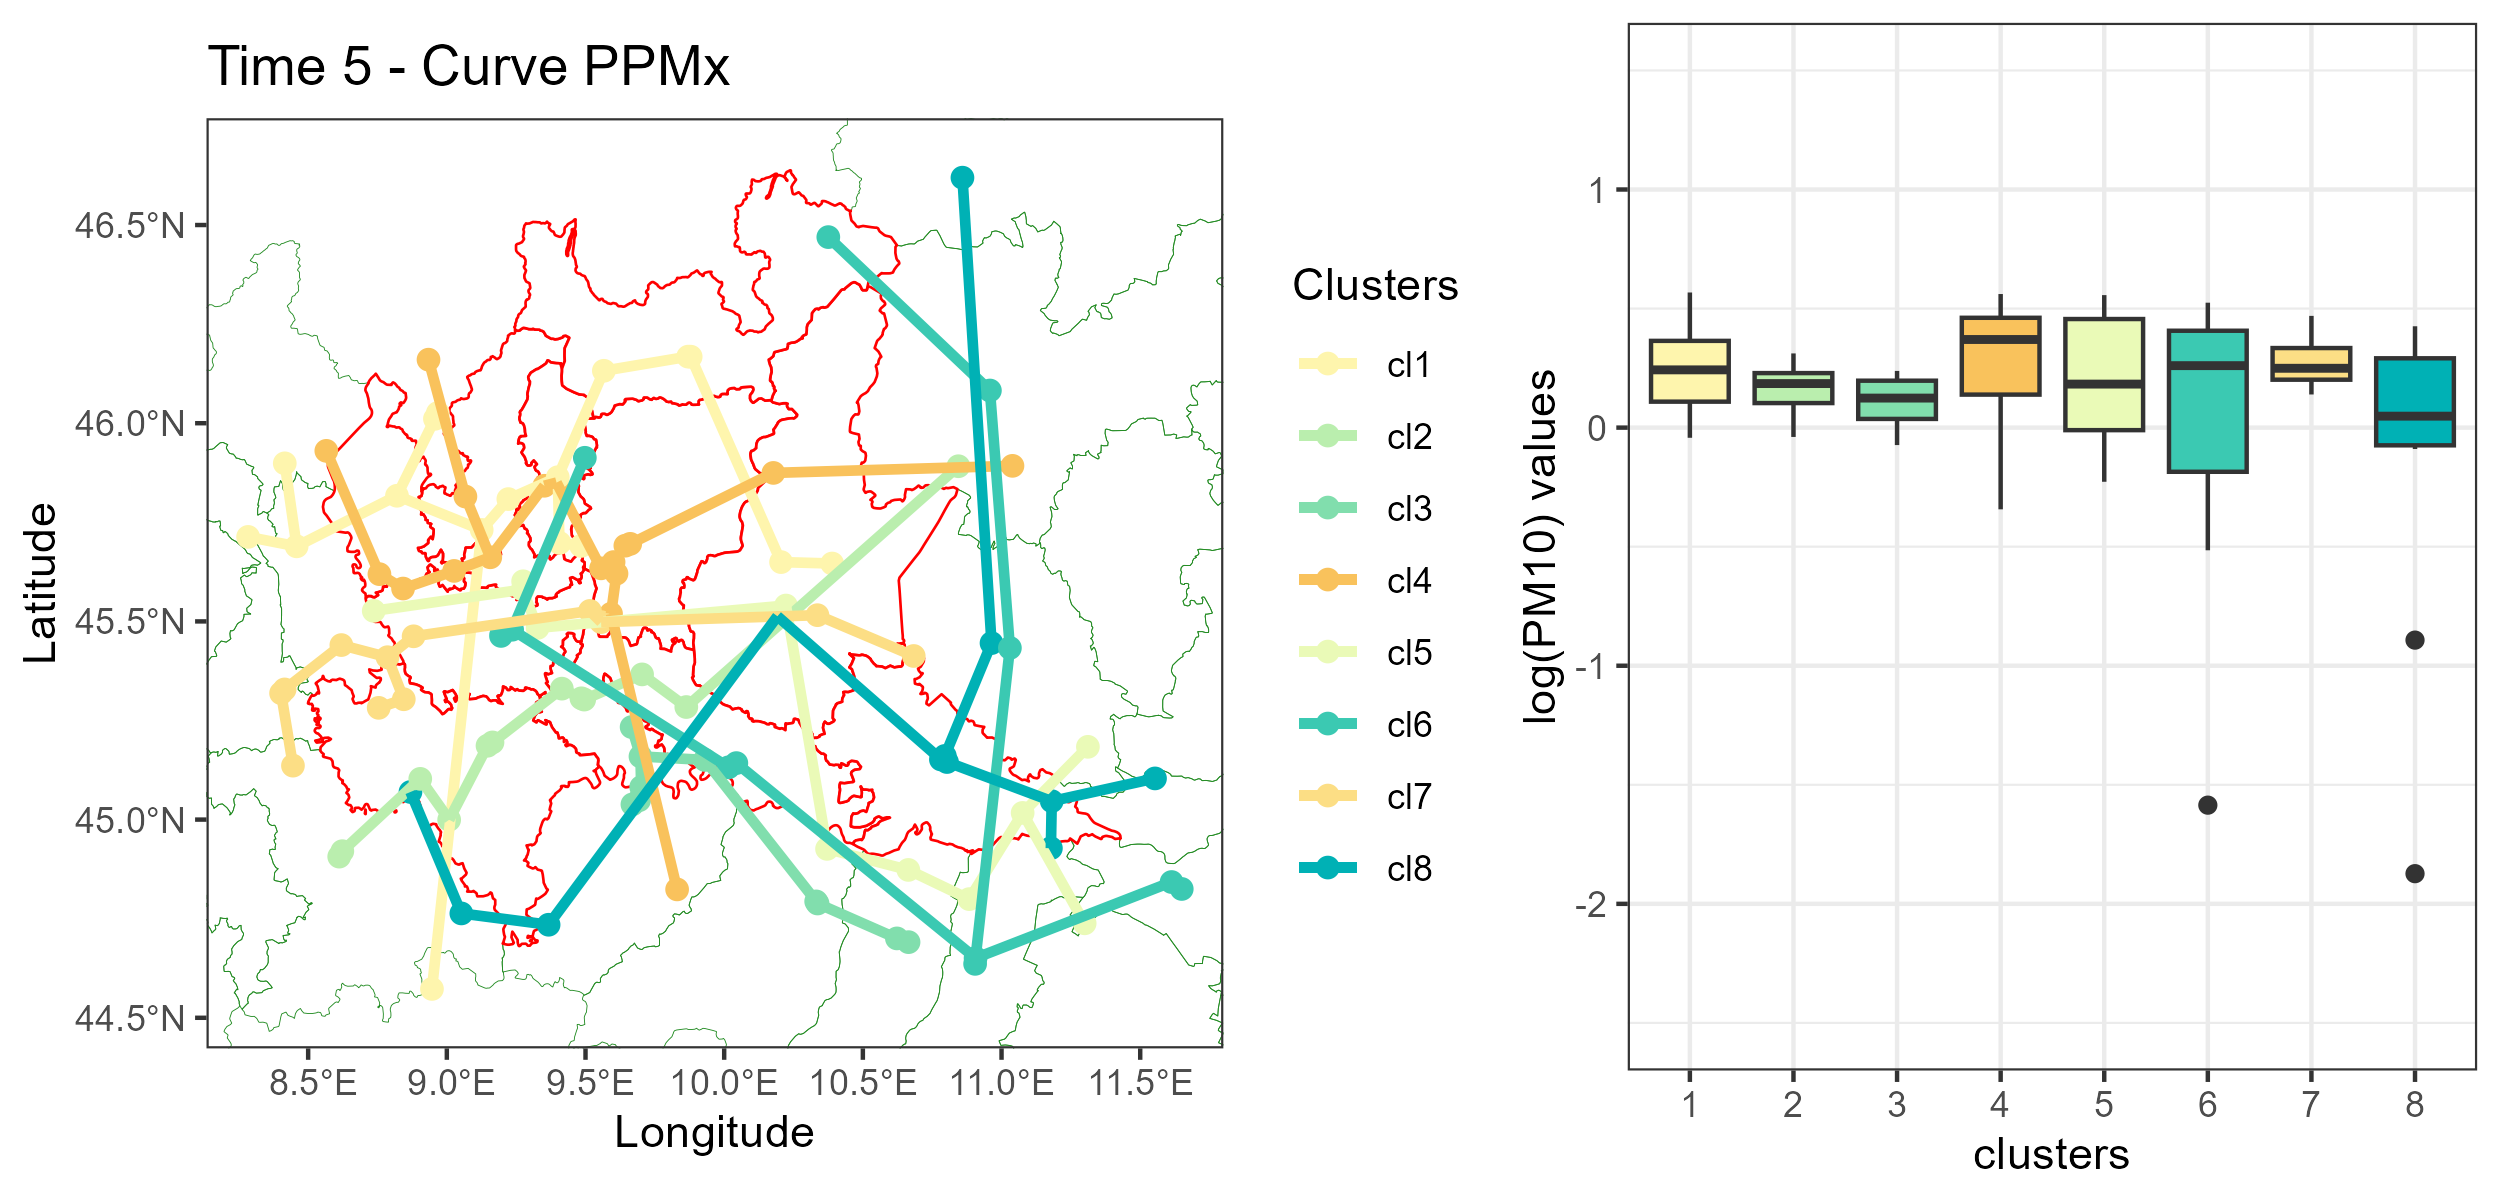 Time 5 - Curve PPMx
46.5°N
46.0°N
45.5°N
45.0°N
44.5°N
Latitude
8.5°E 9.0°E 9.5°E 10.0°E 10.5°E 11.0°E 11.5°E
Longitude
Clusters
cl1
cl2
cl3
cl4
cl5
cl6
cl7
cl8
log(PM10) values
1
0
-1
-2
1 2 3 4 5 6 7 8
clusters